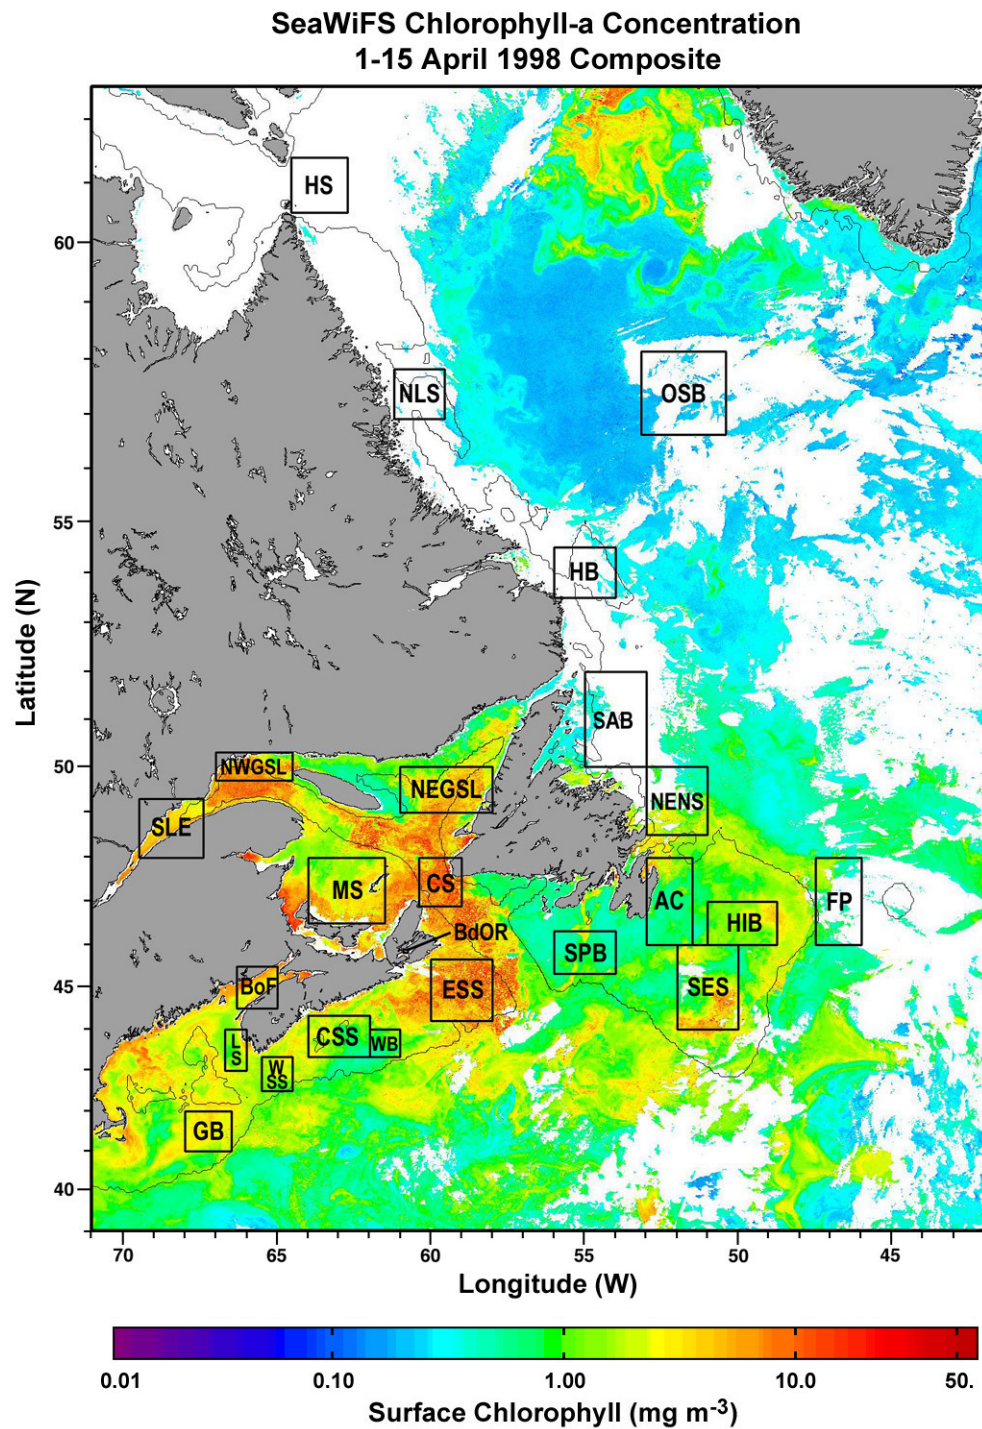 SeaWiFS Chlorophyll-a Concentration
1-15 April 1998 Composite
HS
60
NLS
OSB
55
HB
Latitude (N)
SAB
50
NWGSL
NEGSL
NENS
SLE
MS
CS
AC
FP
HIB
BdOR
SPB
BoF
ESS
SES
45
CSS
WB
L
S
W
SS
GB
40
70
65
60
55
50
45
Longitude (W)
0.01
0.10
1.00
10.0
50.
Surface Chlorophyll (mg m-3)